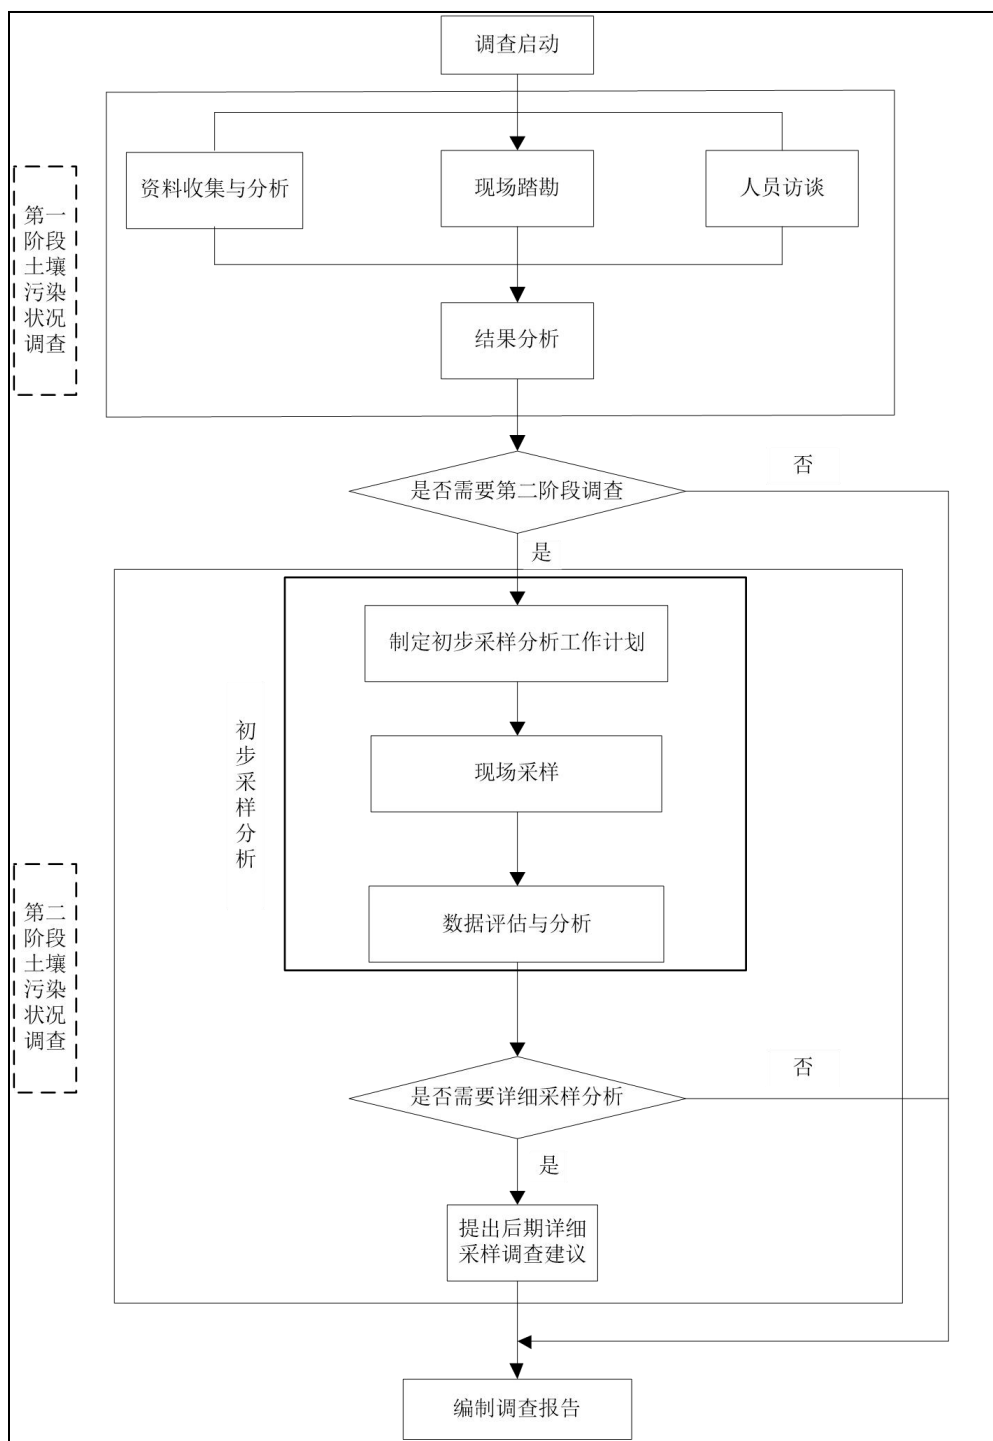 调查启动
第一
阶段
土壤
污染
状况
调查
资料收集与分析
现场踏勘
人员访谈
结果分析
是否需要第二阶段调查
否
是
初
步
采
样
分
析
制定初步采样分析工作计划
现场采样
数据评估与分析
第二
阶段
土壤
污染
状况
调查
是否需要详细采样分析
否
是
提出后期详细
采样调查建议
编制调查报告